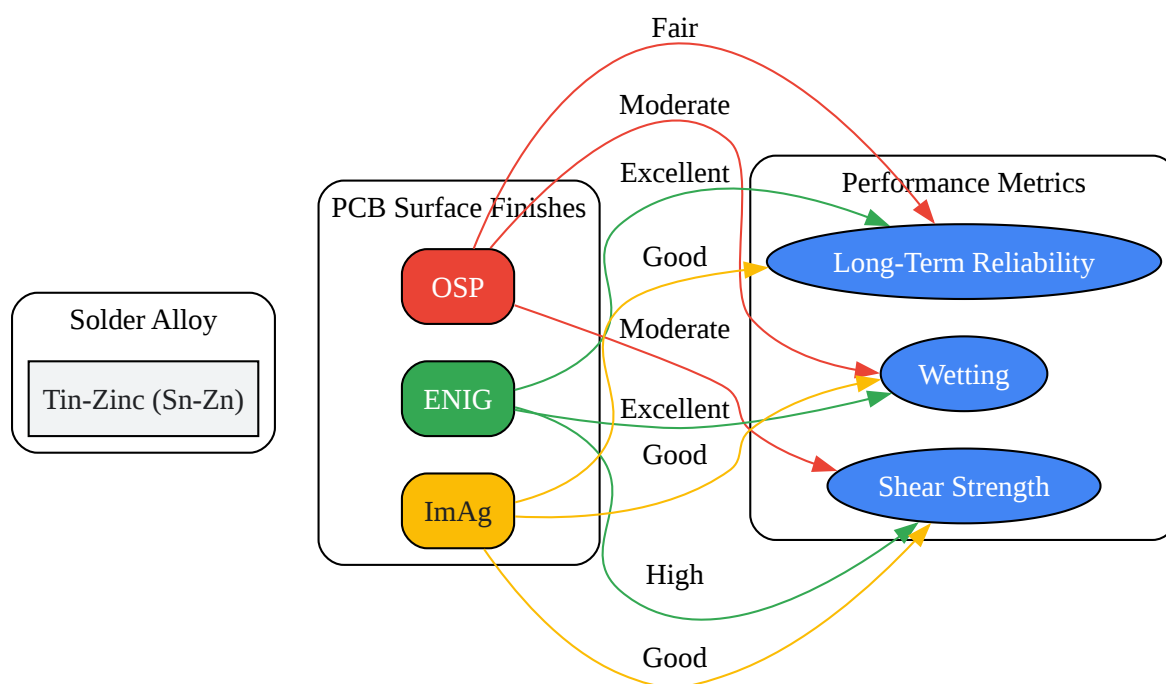 Fair
Moderate
Excellent
Performance Metrics
PCB Surface Finishes
Good
Long-Term Reliability
OSP
Solder Alloy
Moderate
Wetting
Tin-Zinc (Sn-Zn)
ENIG
Excellent
Good
Shear Strength
ImAg
High
Good